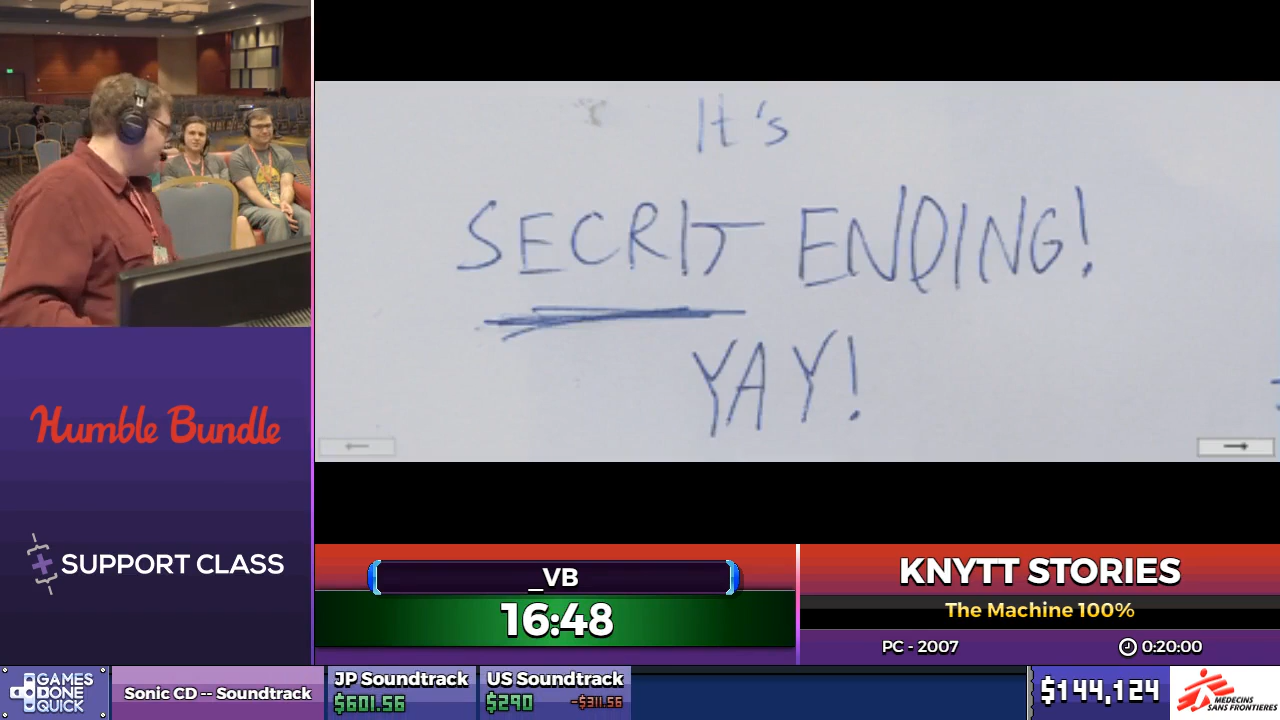 It's
SECRIT ENDING!
YAY!
Humble Bundle
SUPPORT CLASS
_VB
16:48
KNYTT STORIES
The Machine 100%
PC - 2007
0:20:00
GAMES
DONE
QUICK
Sonic CD -- Soundtrack
JP Soundtrack
$601.56
US Soundtrack
$290
-$311.56
$144,124
MEDECINS
SANS FRONTIERES